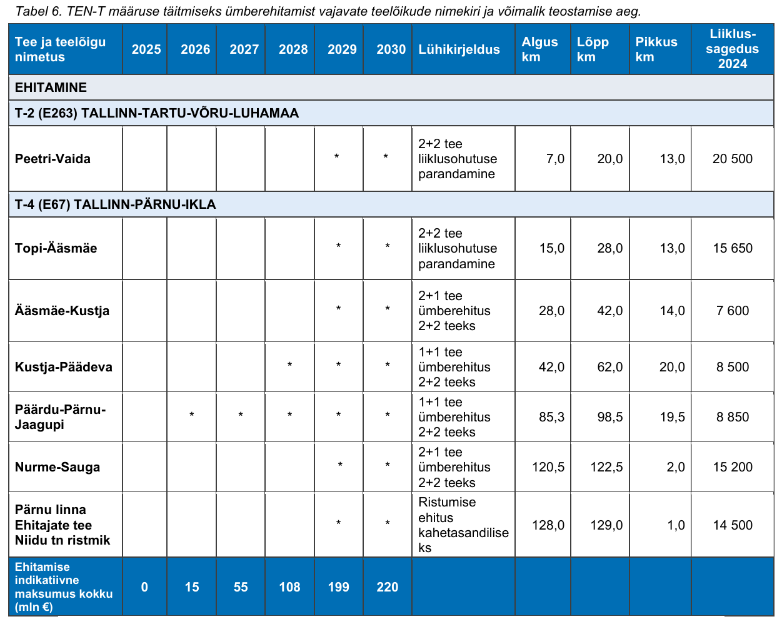 Tabel 6. TEN-T määruse täitmiseks ümberehitamist vajavate teelõikude nimekiri ja võimalik teostamise aeg.
Tee ja teelõigu nimetus 2025 2026 2027 2028 2029 2030 Lühikirjeldus Algus km Lõpp km Pikkus km Liiklus-sagedus 2024
EHITAMINE
T-2 (E263) TALLINN-TARTU-VÕRU-LUHAMAA
Peetri-Vaida * * 2+2 tee liiklusohutuse parandamine 7,0 20,0 13,0 20 500
T-4 (E67) TALLINN-PÄRNU-IKLA
Topi-Ääsmäe * * 2+2 tee liiklusohutuse parandamine 15,0 28,0 13,0 15 650
Ääsmäe-Kustja * * 2+1 tee ümberehitus 2+2 teeks 28,0 42,0 14,0 7 600
Kustja-Päädeva * * * 1+1 tee ümberehitus 2+2 teeks 42,0 62,0 20,0 8 500
Päärdu-Pärnu-Jaagupi * * * * * 1+1 tee ümberehitus 2+2 teeks 85,3 98,5 19,5 8 850
Nurme-Sauga * * 2+1 tee ümberehitus 2+2 teeks 120,5 122,5 2,0 15 200
Pärnu linna Ehitajate tee Niidu tn ristmik * * Ristumise ehitus kahetasandiliseks 128,0 129,0 1,0 14 500
Ehitamise indikatiivne maksumus kokku (mln €) 0 15 55 108 199 220